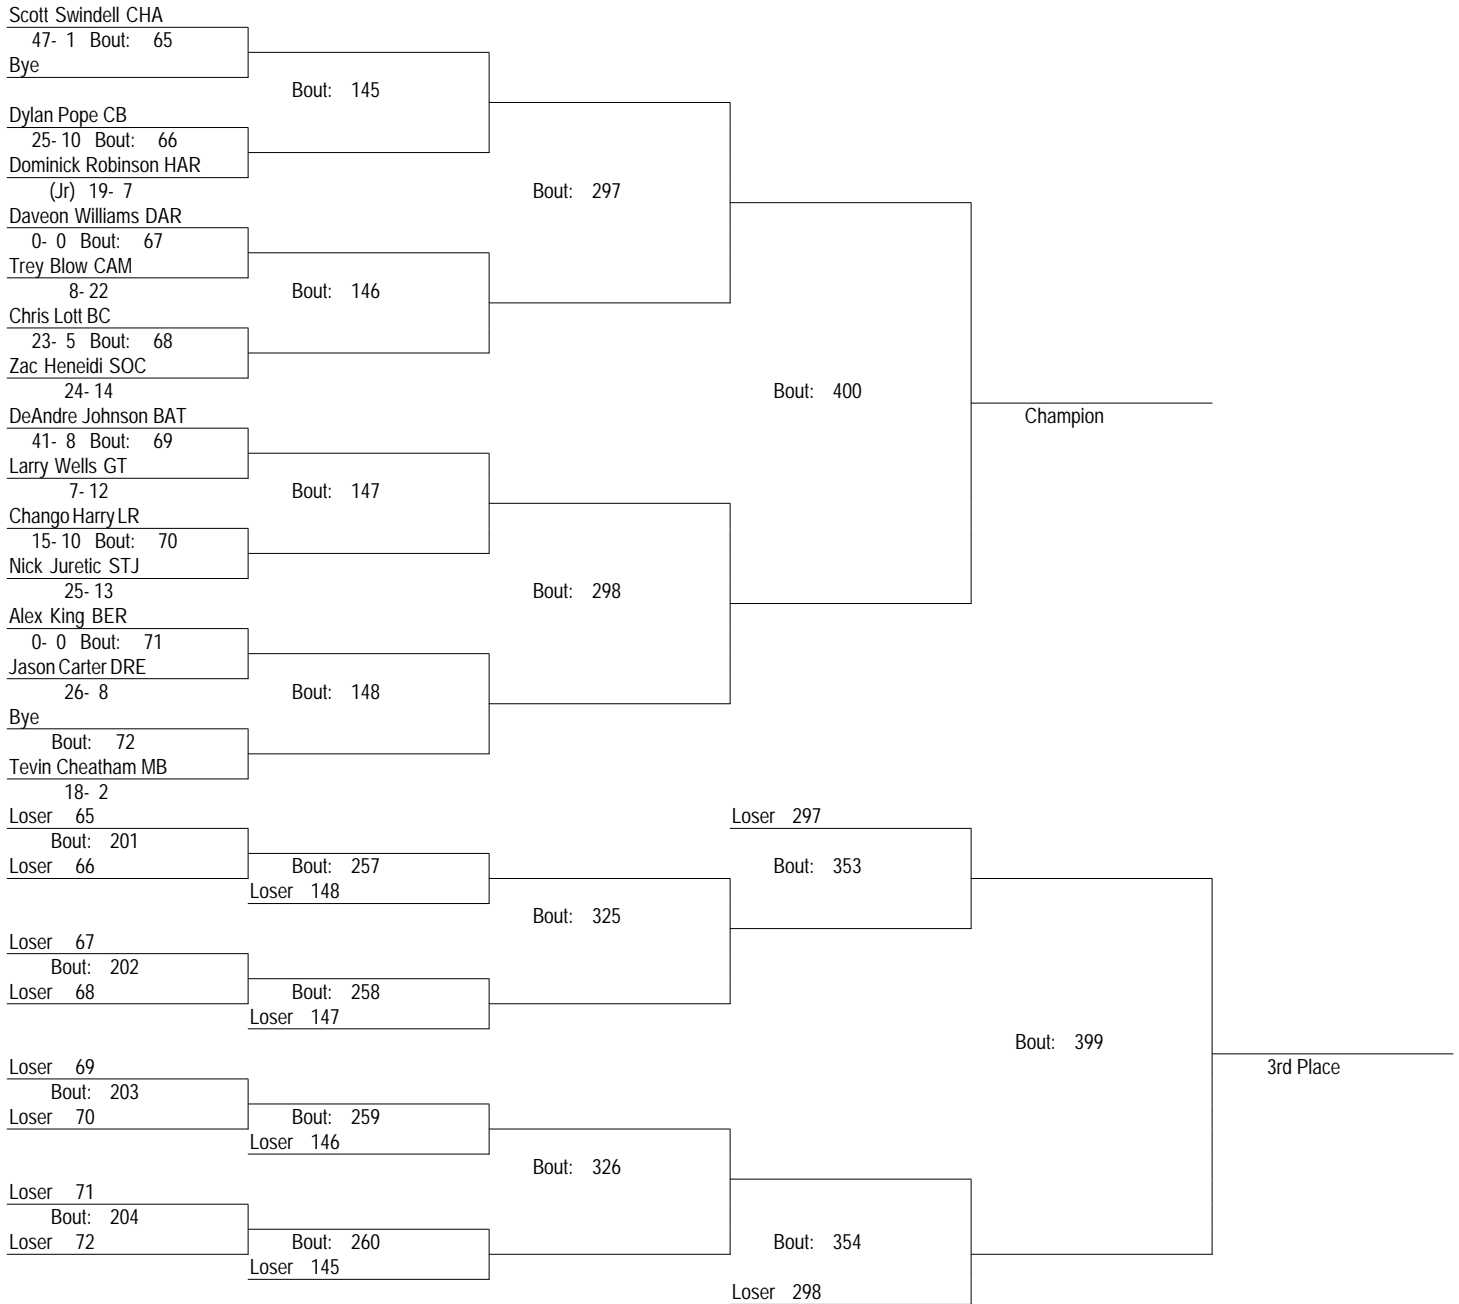 Scott Swindell CHA
47- 1 Bout: 65
Bye
Bout: 145
Dylan Pope CB
25- 10 Bout: 66
Dominick Robinson HAR
(Jr) 19- 7
Bout: 297
Daveon Williams DAR
0- 0 Bout: 67
Trey Blow CAM
8- 22
Bout: 146
Chris Lott BC
23- 5 Bout: 68
Zac Heneidi SOC
24- 14
Bout: 400
DeAndre Johnson BAT
Champion
41- 8 Bout: 69
Larry Wells GT
7- 12
Bout: 147
Chango Harry LR
15- 10 Bout: 70
Nick Juretic STJ
25- 13
Bout: 298
Alex King BER
0- 0 Bout: 71
Jason Carter DRE
26- 8
Bout: 148
Bye
Bout: 72
Tevin Cheatham MB
18- 2
Loser 65
Loser 297
Bout: 201
Loser 66
Bout: 257
Bout: 353
Loser 148
Bout: 325
Loser 67
Bout: 202
Loser 68
Bout: 258
Loser 147
Bout: 399
Loser 69
3rd Place
Bout: 203
Loser 70
Bout: 259
Loser 146
Bout: 326
Loser 71
Bout: 204
Loser 72
Bout: 260
Bout: 354
Loser 145
Loser 298